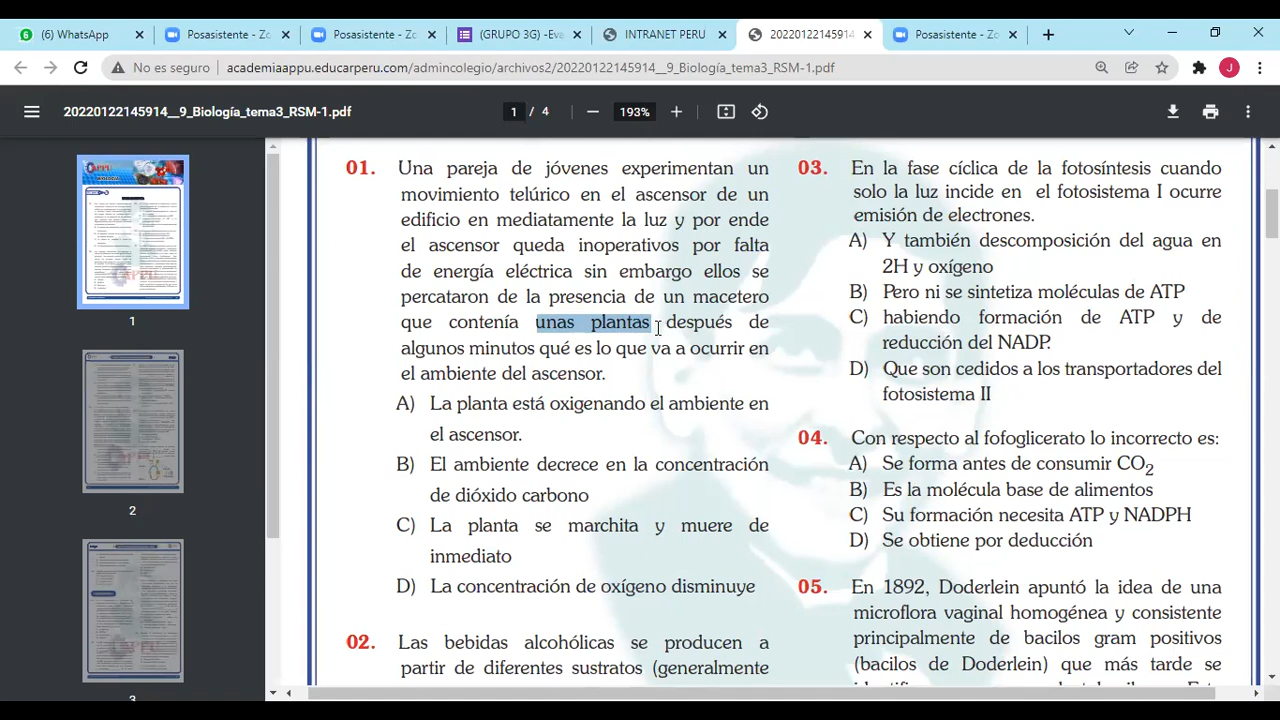 (6) WhatsApp
Posasistente - Zo
Posasistente - Zo
(GRUPO 3G) -Eva
INTRANET PERU
20220122145914
Posasistente - Zo
No es seguro
academiaappu.educarperu.com/admincolegio/archivos2/20220122145914__9_Biología_tema3_RSM-1.pdf
J
20220122145914__9_Biología_tema3_RSM-1.pdf
1 / 4
193%
1
2
3
01. Una pareja de jóvenes experimentan un
movimiento telúrico en el ascensor de un
edificio en mediaramente la luz y por ende
el ascensor queda inoperativos por falta
de energía eléctrica sin embargo ellos se
percataron de la presencia de un macetero
que contenía unas plantas después de
algunos minutos qué es lo que va a ocurrir en
el ambiente del ascensor
A) La planta está oxigenando el ambiente en
el ascensor.
B) El ambiente decrece en la concentración
de dióxido carbono
C) La planta se marchita y muere de
inmediato
D) La concentración de oxígeno disminuye
02. Las bebidas alcohólicas se producen a
partir de diferentes sustratos (generalmente
03. En la fase cíclica de la fotosíntesis cuando
solo la luz incide en el fotosistema I ocurre
emisión de electrones.
A) Y también descomposición del agua en
2H y oxígeno
B) Pero ni se sintetiza moléculas de ATP
C) habiendo formación de ATP y de
reducción del NADP.
D) Que son cedidos a los transportadores del
fotosistema II
04. Con respecto al fofoglicerato lo incorrecto es:
A) Se forma antes de consumir CO2
B) Es la molécula base de alimentos
C) Su formación necesita ATP y NADPH
D) Se obtiene por deducción
05. En 1892, Doderlein apuntó la idea de una
microflora vaginal homogénea y consistente
principalmente de bacilos gram positivos
(bacilos de Doderlein) que más tarde se